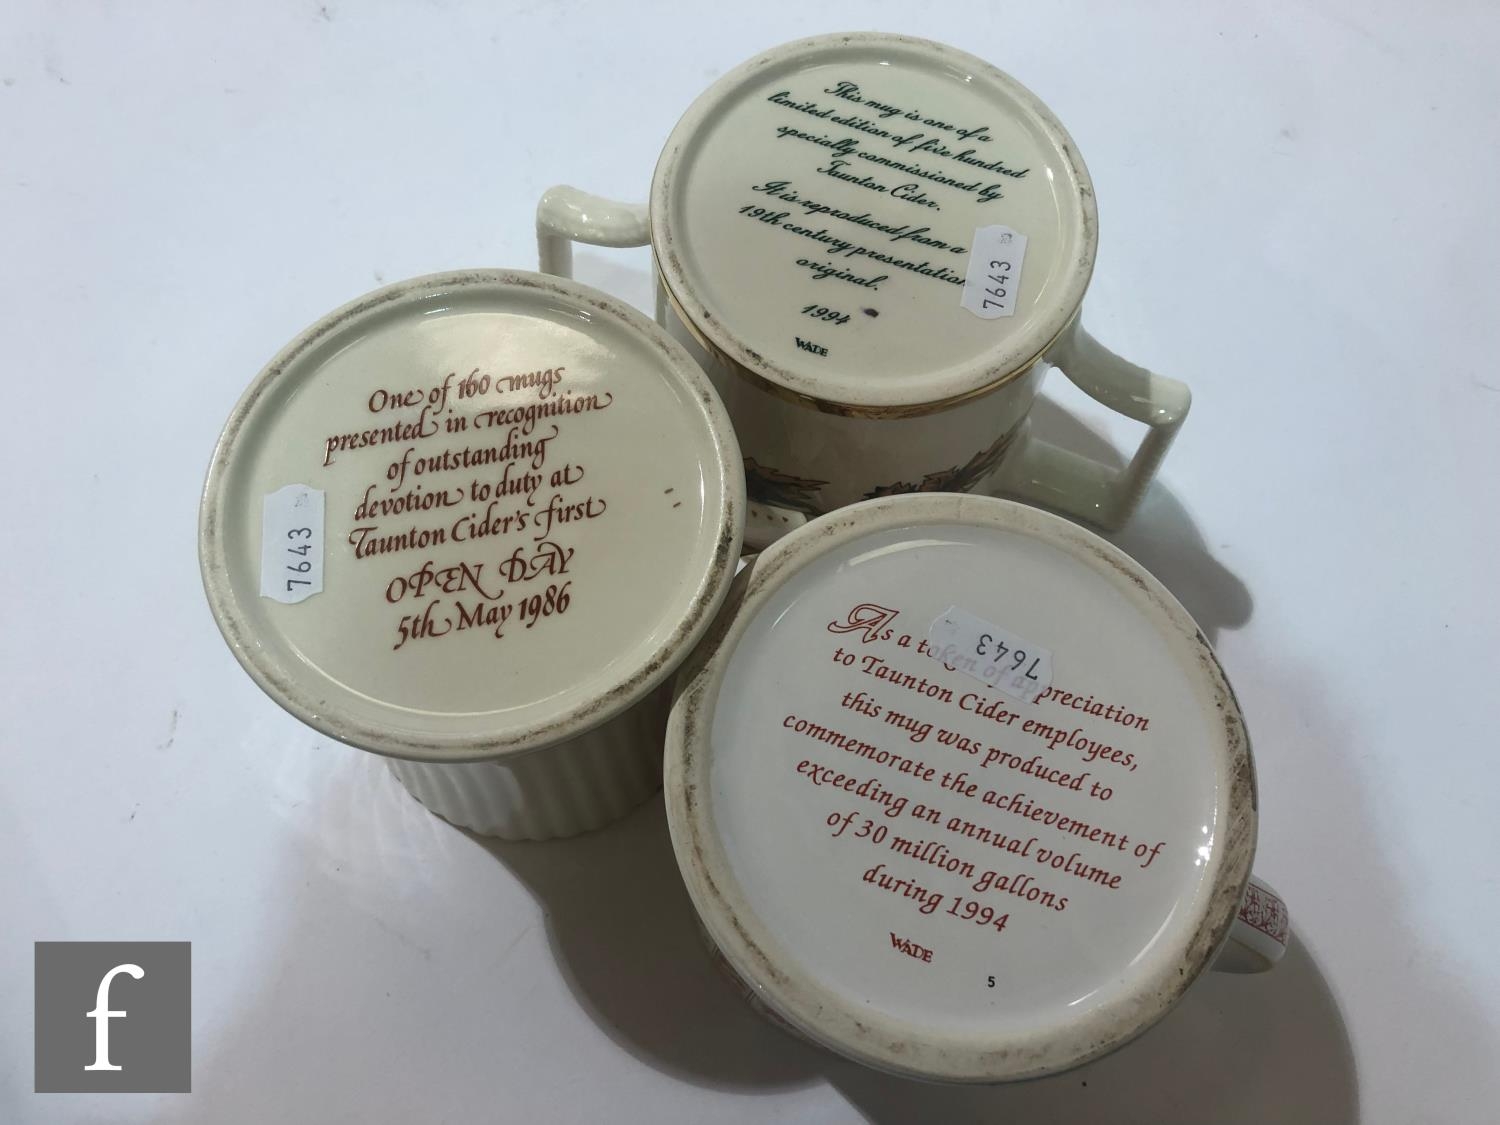 This mug is one of a
limited edition of five hundred
specially commissioned by
Taunton Cider.
It is reproduced from a
19th century presentation
original.
1994
WADE
7643
One of 160 mugs
presented in recognition
of outstanding
devotion to duty at
Taunton Cider's first
OPEN DAY
5th May 1986
7643
As a token of appreciation
to Taunton Cider employees,
this mug was produced to
commemorate the achievement of
exceeding an annual volume
of 30 million gallons
during 1994
WADE
5
7643
f